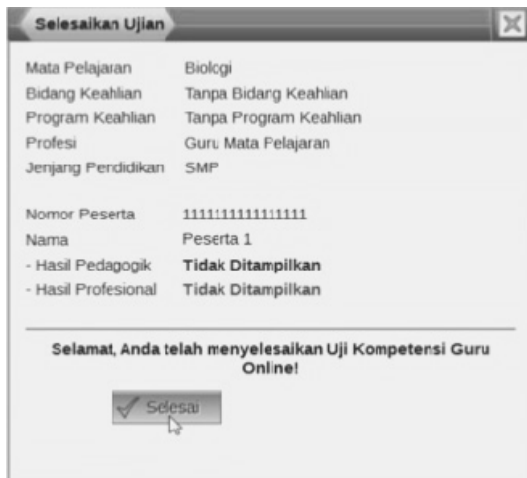 Selesaikan Ujian
Mata Pelajaran Biologi
Bidang Keahlian Tanpa Bidang Keahlian
Program Keahlian Tanpa Program Keahlian
Profesi Guru Mata Pelajaran
Jenjang Perdidikan SMP
Nomor Peserta 1111111111111111
Nama Peserta 1
- Hasil Pedagogik Tidak Ditampilkan
- Hasil Profesional Tidak Ditampilkan
Selamat, Anda telah menyelesaikan Uji Kompetensi Guru
Online!
Selesai